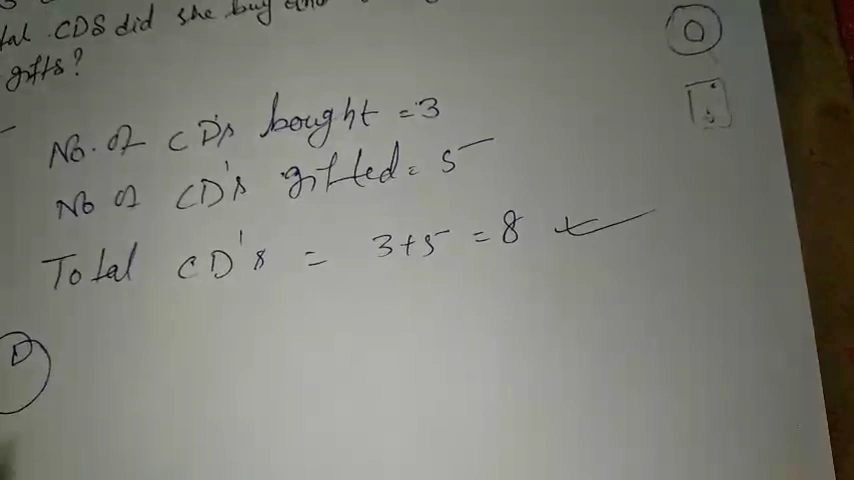 tal CDS did she buy and
gifts?
No. of CD's bought = 3
No of CD's gifted = 5
Total CD's = 3+5 = 8
D